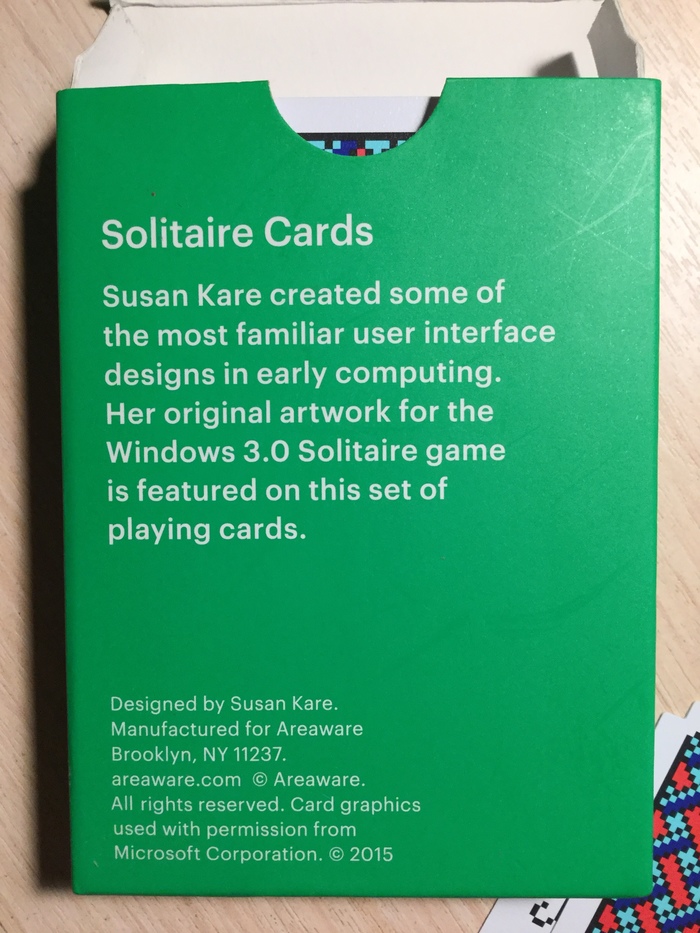 Solitaire Cards
Susan Kare created some of
the most familiar user interface
designs in early computing.
Her original artwork for the
Windows 3.0 Solitaire game
is featured on this set of
playing cards.
Designed by Susan Kare.
Manufactured for Areaware
Brooklyn, NY 11237.
areaware.com © Areaware.
All rights reserved. Card graphics
used with permission from
Microsoft Corporation. © 2015